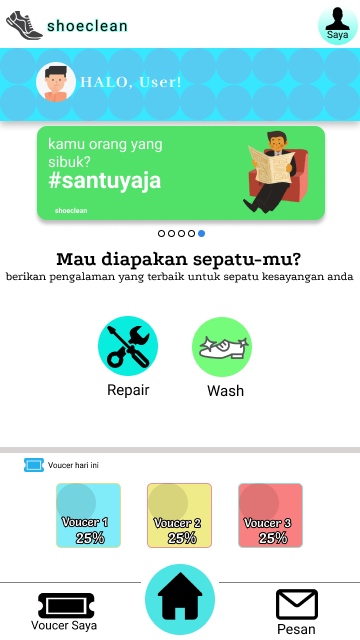 shoeclean
Saya
HALO, User!
kamu orang yang
sibuk?
#santuyaja
shoeclean
Mau diapakan sepatu-mu?
berikan pengalaman yang terbaik untuk sepatu kesayangan anda
Repair
Wash
Voucer hari ini
Voucer 1
25%
Voucer 2
25%
Voucer 3
25%
Voucer Saya
Pesan